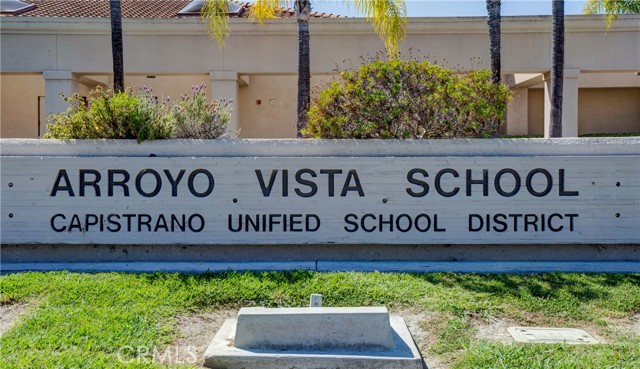 ARROYO VISTA SCHOOL
CAPISTRANO UNIFIED SCHOOL DISTRICT
CRMLS